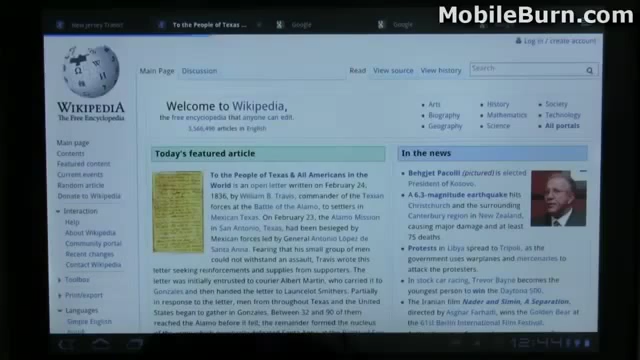 MobileBurn.com
New Jersey Transit
To the People of Texas ...
Google
Google
Log in / create account
Main Page
Discussion
Read
View source
View history
Search
WIKIPEDIA
The Free Encyclopedia
Welcome to Wikipedia,
the free encyclopedia that anyone can edit.
articles in English
Arts
History
Society
Biography
Mathematics
Technology
Geography
Science
All portals
Main page
Contents
Featured content
Current events
Random article
Donate to Wikipedia
Interaction
Help
About Wikipedia
Community portal
Recent changes
Contact Wikipedia
Toolbox
Print/export
Languages
Simple English
Today's featured article
To the People of Texas & All Americans in the
World is an open letter written on February 24,
1836, by William B. Travis, commander of the Texian
forces at the Battle of the Alamo, to settlers in
Mexican Texas. On February 23, the Alamo Mission
in San Antonio, Texas, had been besieged by
Mexican forces led by General Antonio López de
Santa Anna. Fearing that his small group of men
could not withstand an assault, Travis wrote this
letter seeking reinforcements and supplies from supporters. The
letter was initially entrusted to courier Albert Martin, who carried it to
Gonzales and then handed the letter to Launcelot Smithers. Partially
in response to the letter, men from throughout Texas and the United
States began to gather in Gonzales. Between 32 and 90 of them
reached the Alamo before it fell; the remainder formed the nucleus
In the news
Behgjet Pacolli (pictured) is elected
President of Kosovo.
A 6.3-magnitude earthquake hits
Christchurch and the surrounding
Canterbury region in New Zealand,
causing major damage and at least
75 deaths.
Protests in Libya spread to Tripoli, as the
government uses warplanes and mercenaries to
attack the protesters.
In stock car racing, Trevor Bayne becomes the
youngest person to win the Daytona 500.
The Iranian film Nader and Simin, A Separation,
directed by Asghar Farhadi, wins the Golden Bear at
the 61st Berlin International Film Festival.
12:44